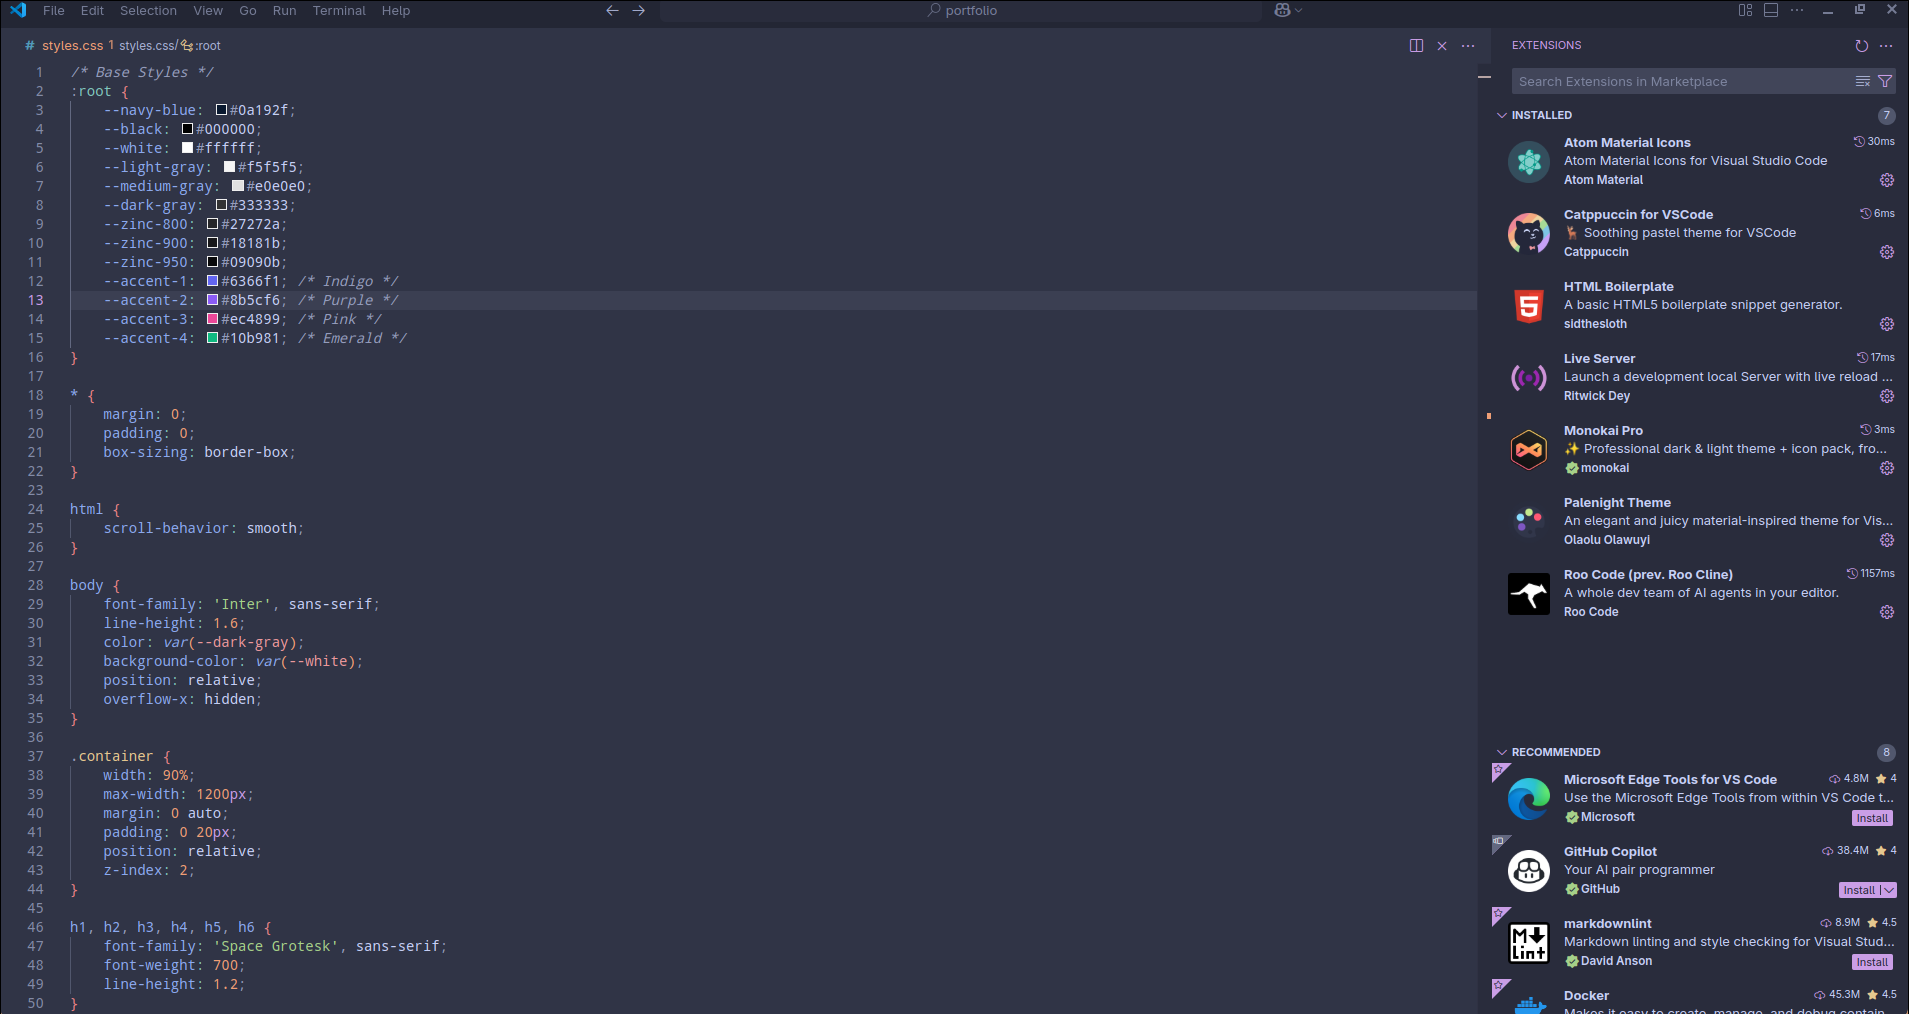 File Edit Selection View Go Run Terminal Help
portfolio
# styles.css 1 styles.css/ :root
1 /* Base Styles */
2 :root {
3 --navy-blue: #0a192f;
4 --black: #000000;
5 --white: #ffffff;
6 --light-gray: #f5f5f5;
7 --medium-gray: #e0e0e0;
8 --dark-gray: #333333;
9 --zinc-800: #27272a;
10 --zinc-900: #18181b;
11 --zinc-950: #09090b;
12 --accent-1: #6366f1; /* Indigo */
13 --accent-2: #8b5cf6; /* Purple */
14 --accent-3: #ec4899; /* Pink */
15 --accent-4: #10b981; /* Emerald */
16 }
17
18 * {
19 margin: 0;
20 padding: 0;
21 box-sizing: border-box;
22 }
23
24 html {
25 scroll-behavior: smooth;
26 }
27
28 body {
29 font-family: 'Inter', sans-serif;
30 line-height: 1.6;
31 color: var(--dark-gray);
32 background-color: var(--white);
33 position: relative;
34 overflow-x: hidden;
35 }
36
37 .container {
38 width: 90%;
39 max-width: 1200px;
40 margin: 0 auto;
41 padding: 0 20px;
42 position: relative;
43 z-index: 2;
44 }
45
46 h1, h2, h3, h4, h5, h6 {
47 font-family: 'Space Grotesk', sans-serif;
48 font-weight: 700;
49 line-height: 1.2;
50 }
EXTENSIONS
Search Extensions in Marketplace
INSTALLED 7
Atom Material Icons 30ms
Atom Material Icons for Visual Studio Code
Atom Material
Catppuccin for VSCode 6ms
🦌 Soothing pastel theme for VSCode
Catppuccin
HTML Boilerplate
A basic HTML5 boilerplate snippet generator.
sidthesloth
Live Server 17ms
Launch a development local Server with live reload ...
Ritwick Dey
Monokai Pro 3ms
✨ Professional dark & light theme + icon pack, fro...
monokai
Palenight Theme
An elegant and juicy material-inspired theme for Vis...
Olaolu Olawuyi
Roo Code (prev. Roo Cline) 1157ms
A whole dev team of AI agents in your editor.
Roo Code
RECOMMENDED 8
Microsoft Edge Tools for VS Code 4.8M 4
Use the Microsoft Edge Tools from within VS Code t...
Microsoft Install
GitHub Copilot 38.4M 4
Your AI pair programmer
GitHub Install
markdownlint 8.9M 4.5
Markdown linting and style checking for Visual Stud...
M Lint
David Anson Install
Docker 45.3M 4.5
Makes it easy to create, manage, and debug contain...